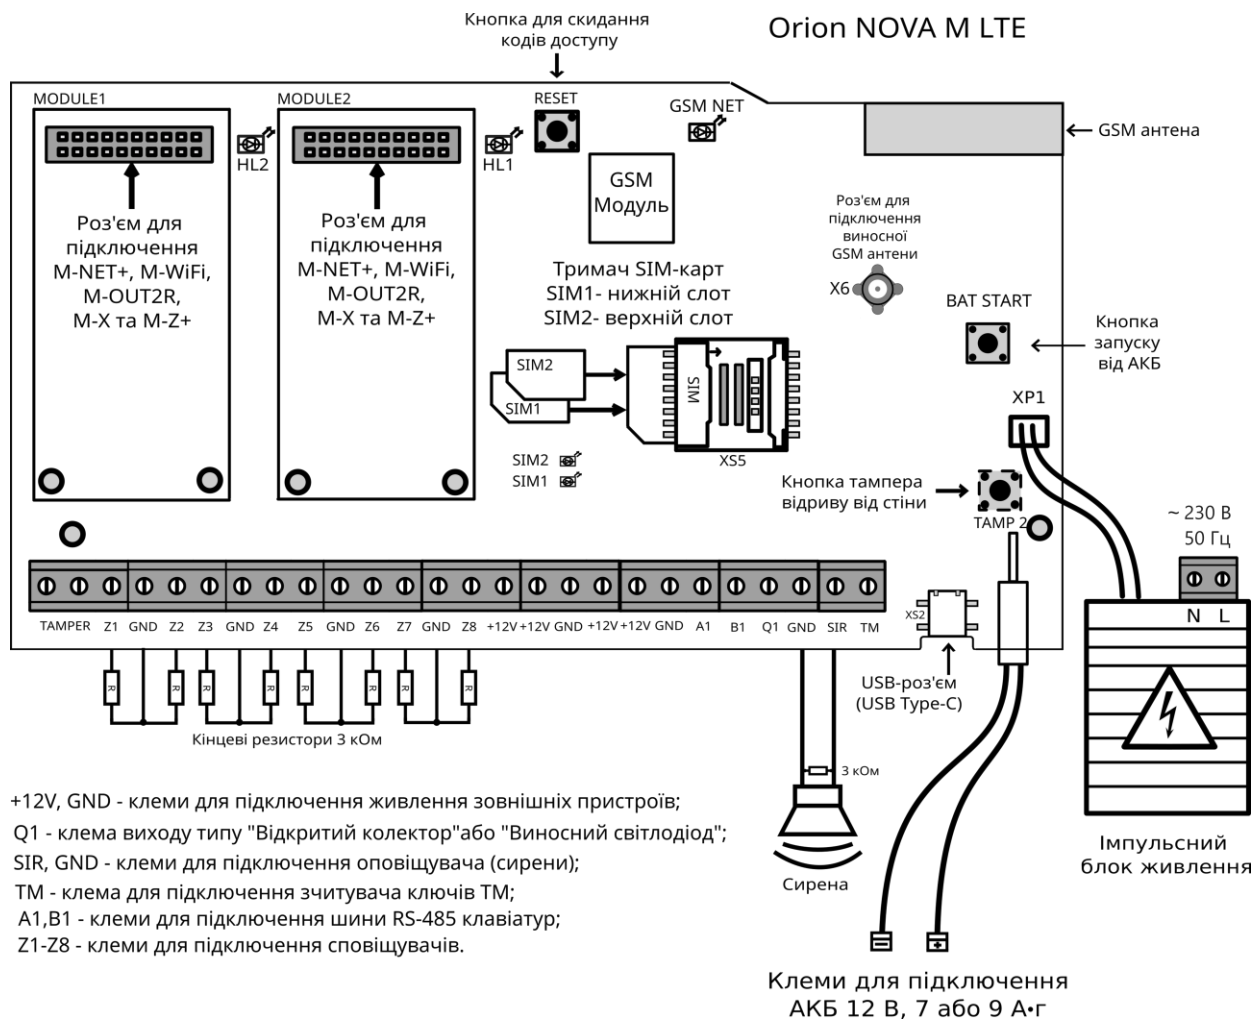 Кнопка для скидання
кодів доступу
Orion NOVA M LTE
MODULE1
MODULE2
RESET
GSM NET
GSM антена
HL2
HL1
GSM
Модуль
Роз'єм для
підключення
M-NET+, M-WiFi,
M-OUT2R,
M-X та M-Z+
Роз'єм для
підключення
M-NET+, M-WiFi,
M-OUT2R,
M-X та M-Z+
Роз'єм для
підключення
виносної
GSM антени
X6
Тримач SIM-карт
SIM1- нижній слот
SIM2- верхній слот
BAT START
Кнопка
запуску
від АКБ
SIM2
SIM1
SIM
XS5
XP1
SIM2
SIM1
Кнопка тампера
відриву від стіни
TAMP 2
~ 230 В
50 Гц
N L
TAMPER Z1 GND Z2 Z3 GND Z4 Z5 GND Z6 Z7 GND Z8 +12V +12V GND +12V +12V GND A1 B1 Q1 GND SIR TM
XS2
R R R R R R R R
Кінцеві резистори 3 кОм
USB-роз'єм
(USB Type-C)
3 кОм
Сирена
Імпульсний
блок живлення
+12V, GND - клеми для підключення живлення зовнішніх пристроїв;
Q1 - клема виходу типу "Відкритий колектор"або "Виносний світлодіод";
SIR, GND - клеми для підключення оповіщувача (сирени);
TM - клема для підключення зчитувача ключів TM;
A1,B1 - клеми для підключення шини RS-485 клавіатур;
Z1-Z8 - клеми для підключення сповіщувачів.
− +
Клеми для підключення
АКБ 12 В, 7 або 9 А•г